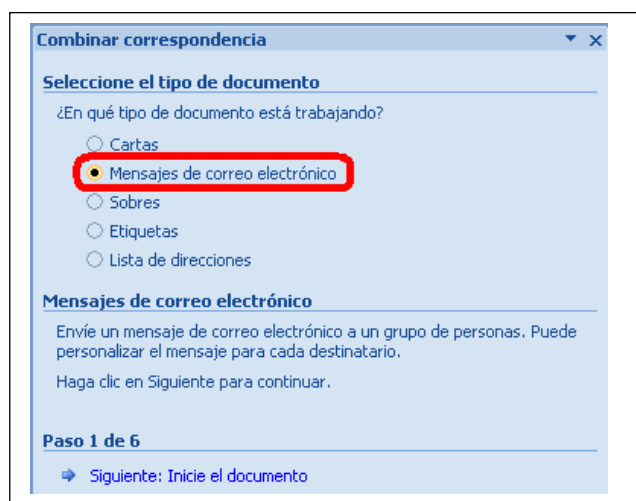 Combinar correspondencia
Seleccione el tipo de documento
¿En qué tipo de documento está trabajando?
Cartas
Mensajes de correo electrónico
Sobres
Etiquetas
Lista de direcciones
Mensajes de correo electrónico
Envíe un mensaje de correo electrónico a un grupo de personas. Puede
personalizar el mensaje para cada destinatario.
Haga clic en Siguiente para continuar.
Paso 1 de 6
Siguiente: Inicie el documento